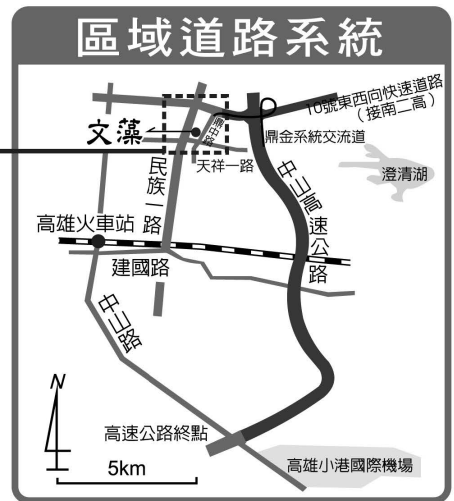 區域道路系統
10號東西向快速道路
（接南二高）
文藻
鼎中路
鼎金系統交流道
民族一路
天祥一路
澄清湖
中山高速公路
高雄火車站
建國路
中山路
N
高速公路終點
5km
高雄小港國際機場